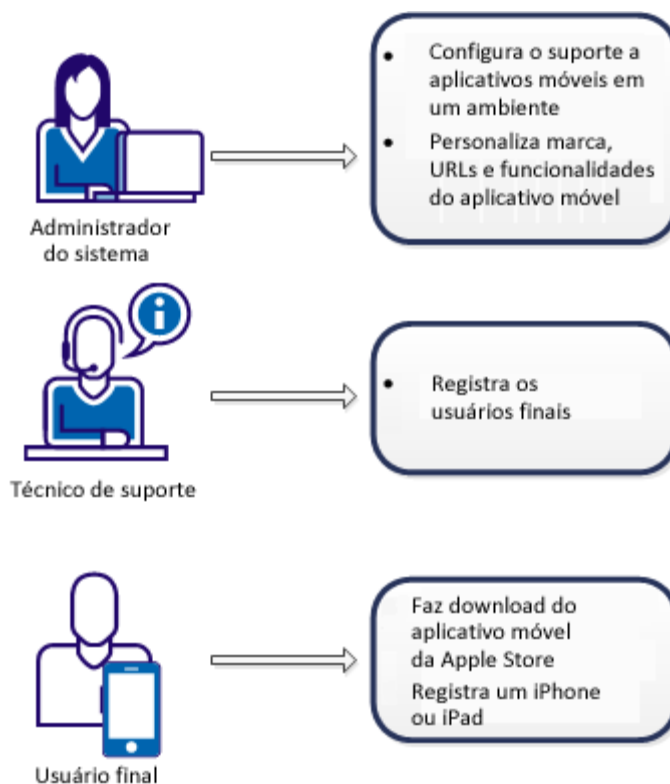 • Configura o suporte a
aplicativos móveis em
um ambiente
• Personaliza marca,
URLs e funcionalidades
do aplicativo móvel
Administrador
do sistema
i
• Registra os
usuários finais
Técnico de suporte
Faz download do
aplicativo móvel
da Apple Store
Registra um iPhone
ou iPad
Usuário final